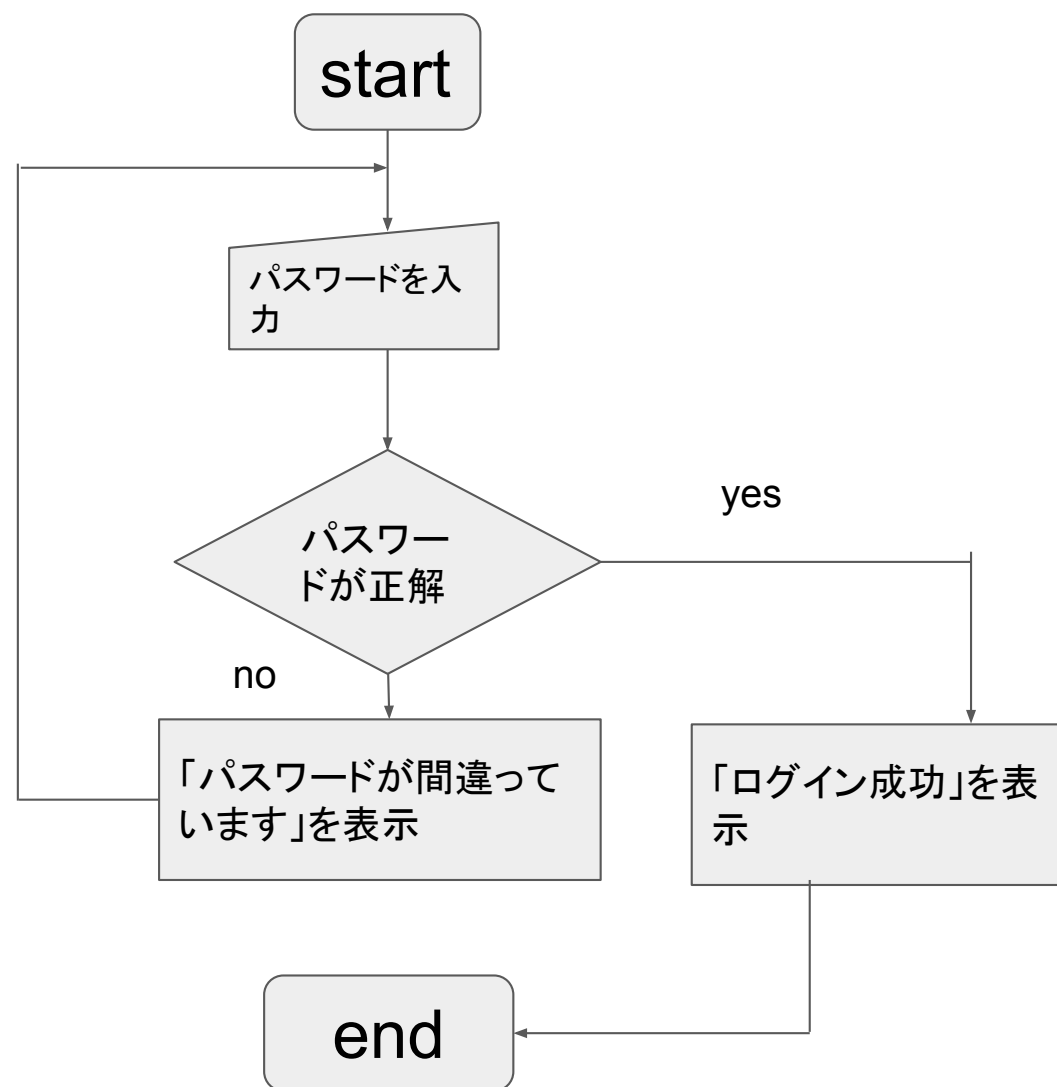 start
パスワードを入
力
yes
パスワー
ドが正解
no
「パスワードが間違って
います」を表示
「ログイン成功」を表
示
end